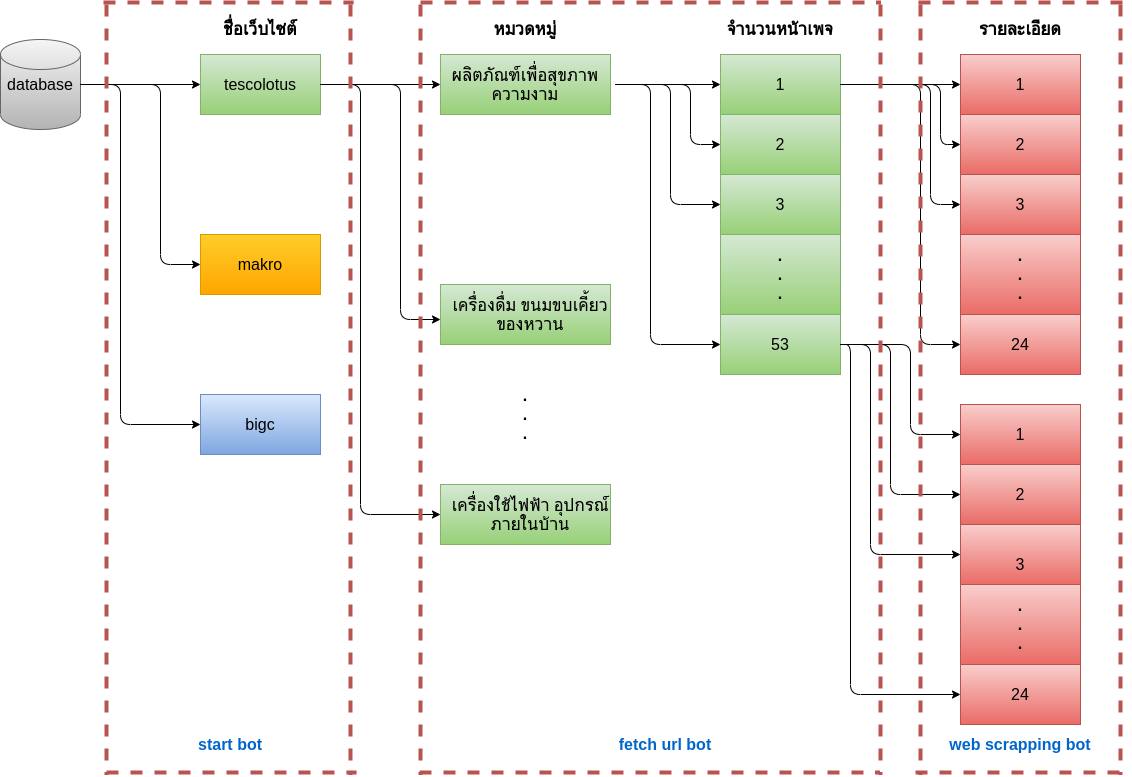 ชื่อเว็บไซต์
หมวดหมู่
จำนวนหน้าเพจ
รายละเอียด
database
tescolotus
makro
bigc
ผลิตภัณฑ์เพื่อสุขภาพ
ความงาม
เครื่องดื่ม ขนมขบเคี้ยว
ของหวาน
.
.
.
เครื่องใช้ไฟฟ้า อุปกรณ์
ภายในบ้าน
1
2
3
.
.
.
53
1
2
3
.
.
.
24
1
2
3
.
.
.
24
start bot
fetch url bot
web scrapping bot